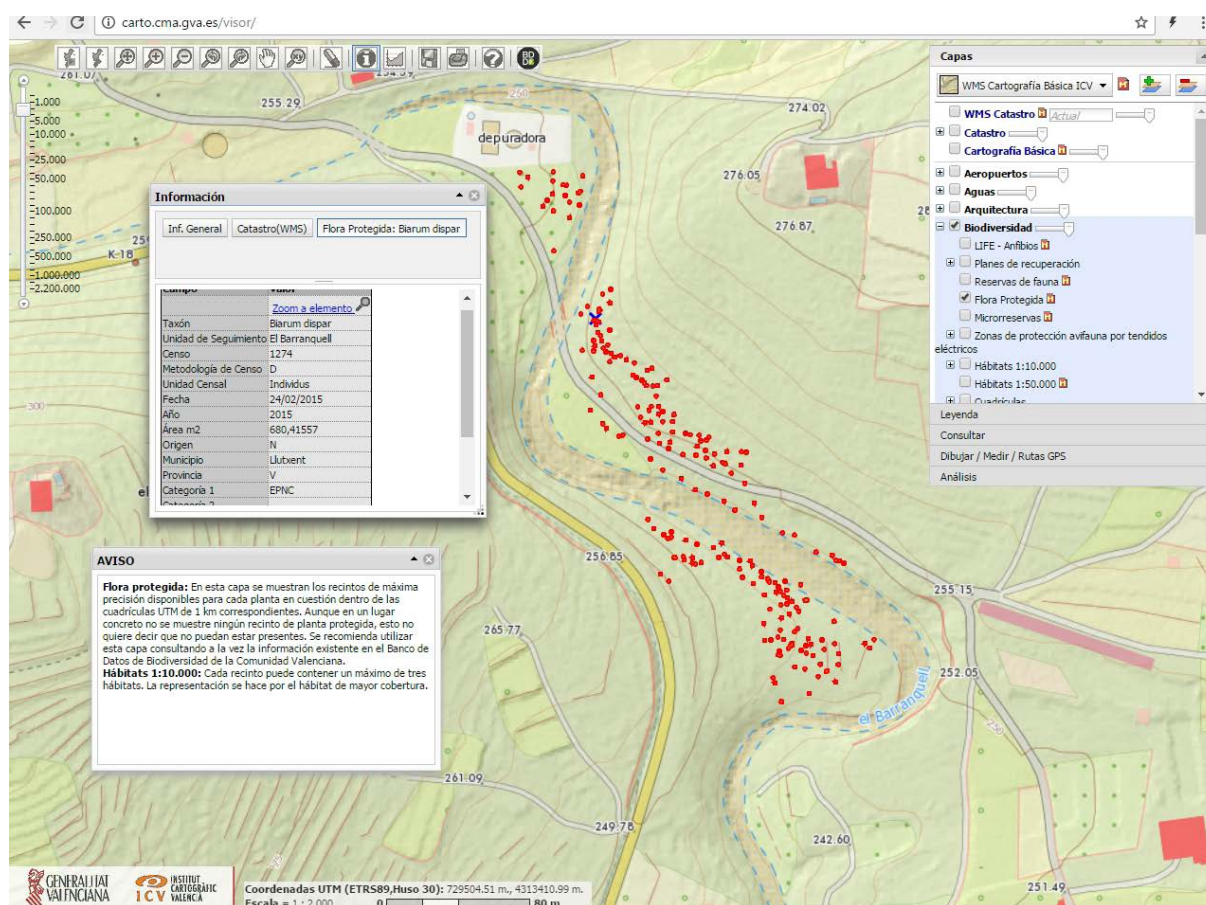 carto.cma.gva.es/visor/
261.07
254.59
255.29
260
274.02
depuradora
276.05
276.87
K-18
300
256.85
265.77
255.15
252.05
250
el Barranquell
261.09
249.78
242.60
251.49
-1.000
-5.000
-10.000
-25.000
-50.000
-100.000
-250.000
-500.000
-1.000.000
-2.200.000
Información
Inf. General
Catastro(WMS)
Flora Protegida: Biarum dispar
Campo Valor
Zoom a elemento
Taxón Biarum dispar
Unidad de Seguimiento El Barranquell
Censo 1274
Metodología de Censo D
Unidad Censal Individus
Fecha 24/02/2015
Año 2015
Área m2 680,41557
Origen N
Municipio Llutxent
Provincia V
Categoría 1 EPNC
Categoría 2
AVISO
Flora protegida: En esta capa se muestran los recintos de máxima
precisión disponibles para cada planta en cuestión dentro de las
cuadrículas UTM de 1 km correspondientes. Aunque en un lugar
concreto no se muestre ningún recinto de planta protegida, esto no
quiere decir que no puedan estar presentes. Se recomienda utilizar
esta capa consultando a la vez la información existente en el Banco de
Datos de Biodiversidad de la Comunidad Valenciana.
Hábitats 1:10.000: Cada recinto puede contener un máximo de tres
hábitats. La representación se hace por el hábitat de mayor cobertura.
Capas
WMS Cartografía Básica ICV
WMS Catastro Actual
Catastro
Cartografía Básica
Aeropuertos
Aguas
Arquitectura
Biodiversidad
LIFE - Anfibios
Planes de recuperación
Reservas de fauna
Flora Protegida
Microrreservas
Zonas de protección avifauna por tendidos
eléctricos
Hábitats 1:10.000
Hábitats 1:50.000
Cuadrículas
Leyenda
Consultar
Dibujar / Medir / Rutas GPS
Análisis
GENERALITAT
VALENCIANA
INSTITUT
CARTOGRÀFIC
ICV VALENCIÀ
Coordenadas UTM (ETRS89,Huso 30): 729504.51 m., 4313410.99 m.
Escala = 1 : 2.000 0 80 m